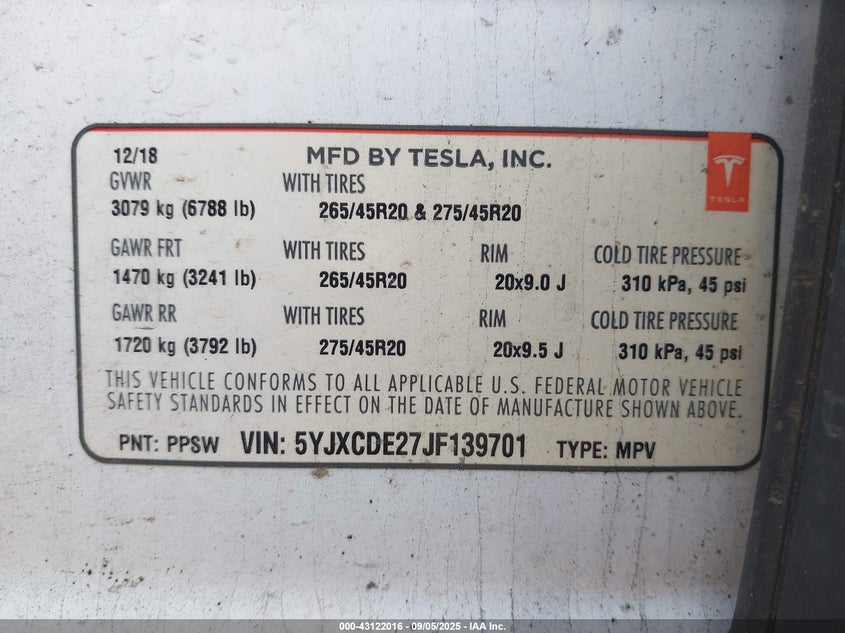 12/18 MFD BY TESLA, INC.
TESLA
GVWR WITH TIRES
3079 kg (6788 lb) 265/45R20 & 275/45R20
GAWR FRT WITH TIRES RIM COLD TIRE PRESSURE
1470 kg (3241 lb) 265/45R20 20x9.0 J 310 kPa, 45 psi
GAWR RR WITH TIRES RIM COLD TIRE PRESSURE
1720 kg (3792 lb) 275/45R20 20x9.5 J 310 kPa, 45 psi
THIS VEHICLE CONFORMS TO ALL APPLICABLE U.S. FEDERAL MOTOR VEHICLE
SAFETY STANDARDS IN EFFECT ON THE DATE OF MANUFACTURE SHOWN ABOVE.
PNT: PPSW VIN: 5YJXCDE27JF139701 TYPE: MPV
000-43122016 - 09/05/2025 - IAA Inc.